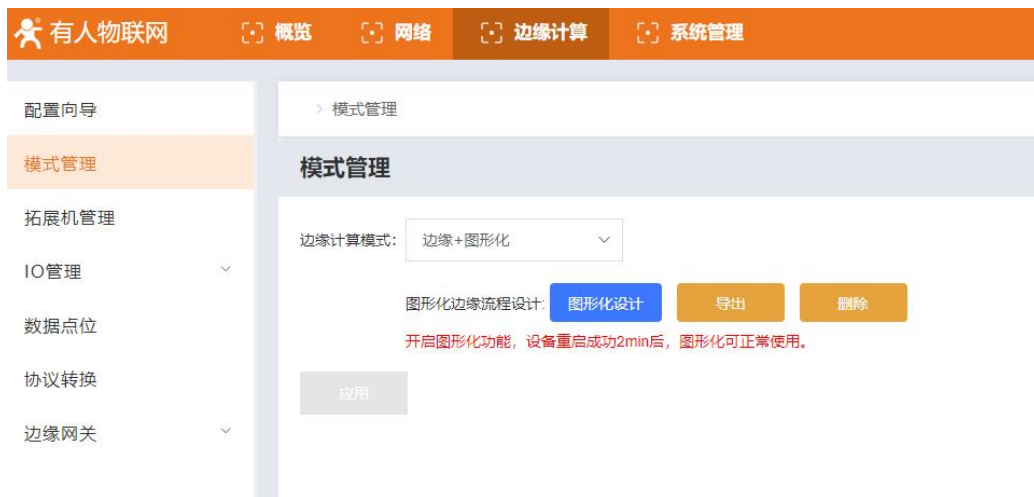 有人物联网 概览 网络 边缘计算 系统管理
配置向导
模式管理
拓展机管理
IO管理
数据点位
协议转换
边缘网关
模式管理
模式管理
边缘计算模式： 边缘+图形化
图形化边缘流程设计: 图形化设计 导出 删除
开启图形化功能，设备重启成功2min后，图形化可正常使用。
应用